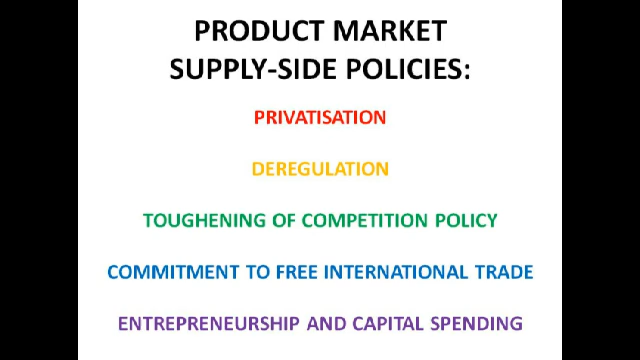 PRODUCT MARKET
SUPPLY-SIDE POLICIES:
PRIVATISATION
DEREGULATION
TOUGHENING OF COMPETITION POLICY
COMMITMENT TO FREE INTERNATIONAL TRADE
ENTREPRENEURSHIP AND CAPITAL SPENDING